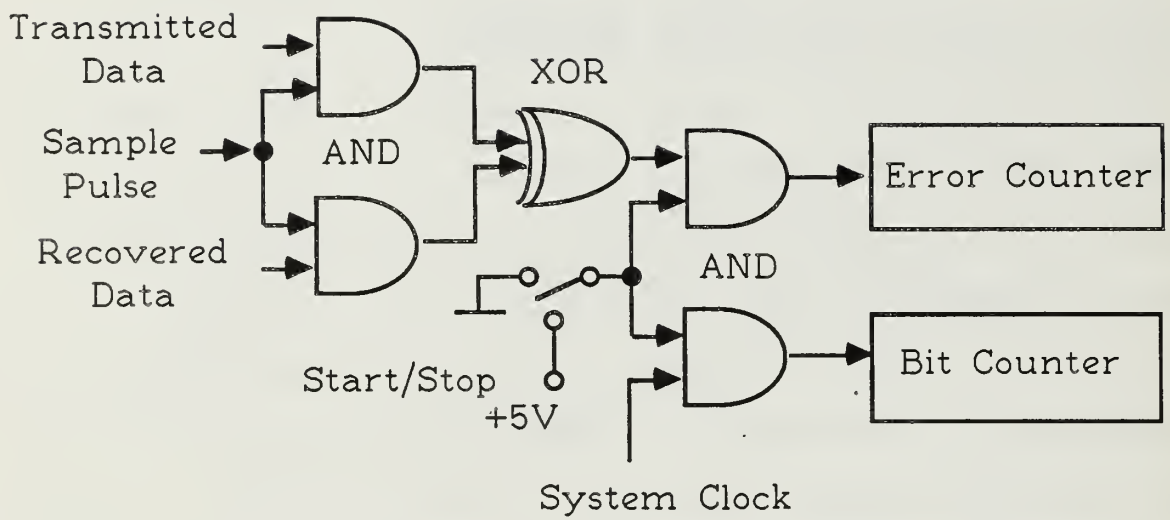 Transmitted
Data
XOR
Sample
Pulse
AND
Error Counter
Recovered
Data
AND
Start/Stop
+5V
Bit Counter
System Clock